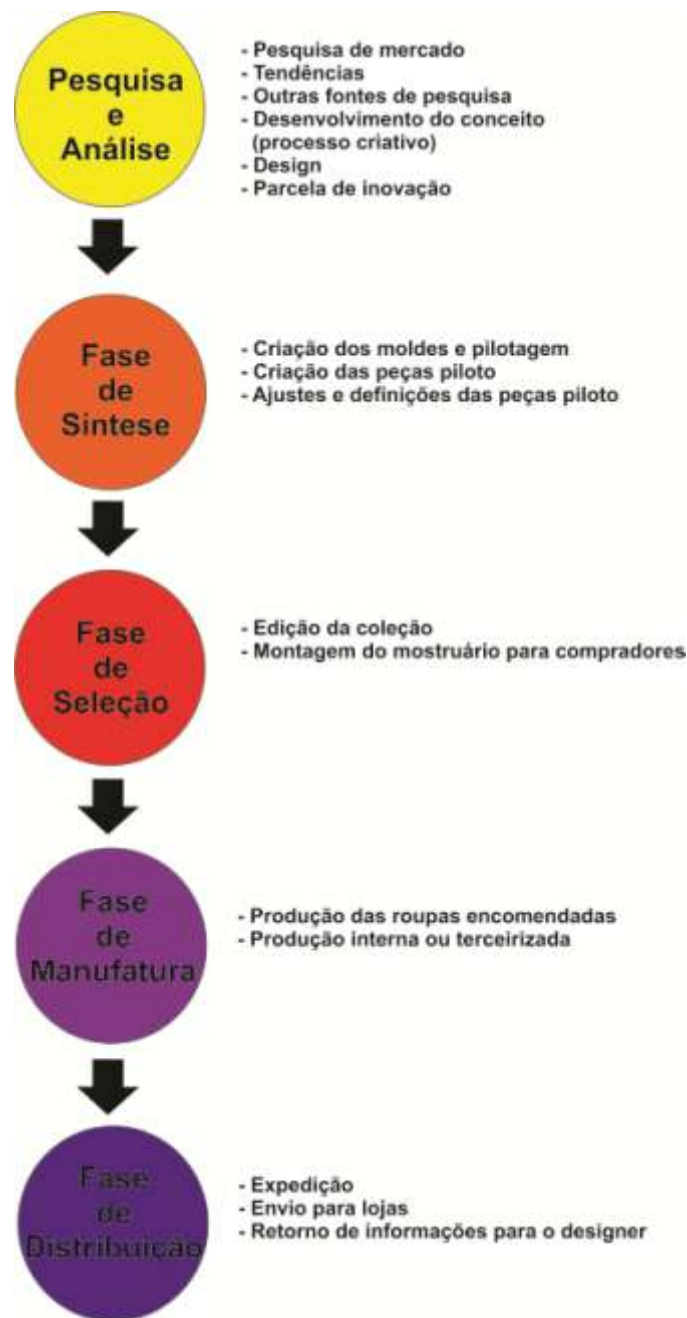 Pesquisa
e
Análise
- Pesquisa de mercado
- Tendências
- Outras fontes de pesquisa
- Desenvolvimento do conceito
(processo criativo)
- Design
- Parcela de inovação
Fase
de
Síntese
- Criação dos moldes e pilotagem
- Criação das peças piloto
- Ajustes e definições das peças piloto
Fase
de
Seleção
- Edição da coleção
- Montagem do mostruário para compradores
Fase
de
Manufatura
- Produção das roupas encomendadas
- Produção interna ou terceirizada
Fase
de
Distribuição
- Expedição
- Envio para lojas
- Retorno de informações para o designer